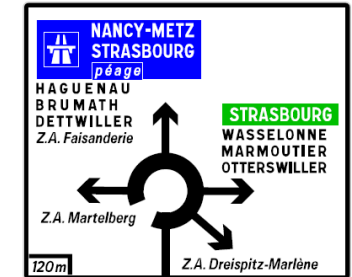 NANCY-METZ
STRASBOURG
péage
HAGUENAU
BRUMATH
DETTWILLER
Z.A. Faisanderie
STRASBOURG
WASSELONNE
MARMOUTIER
OTTERSWILLER
Z.A. Martelberg
Z.A. Dreispitz-Marlène
120m